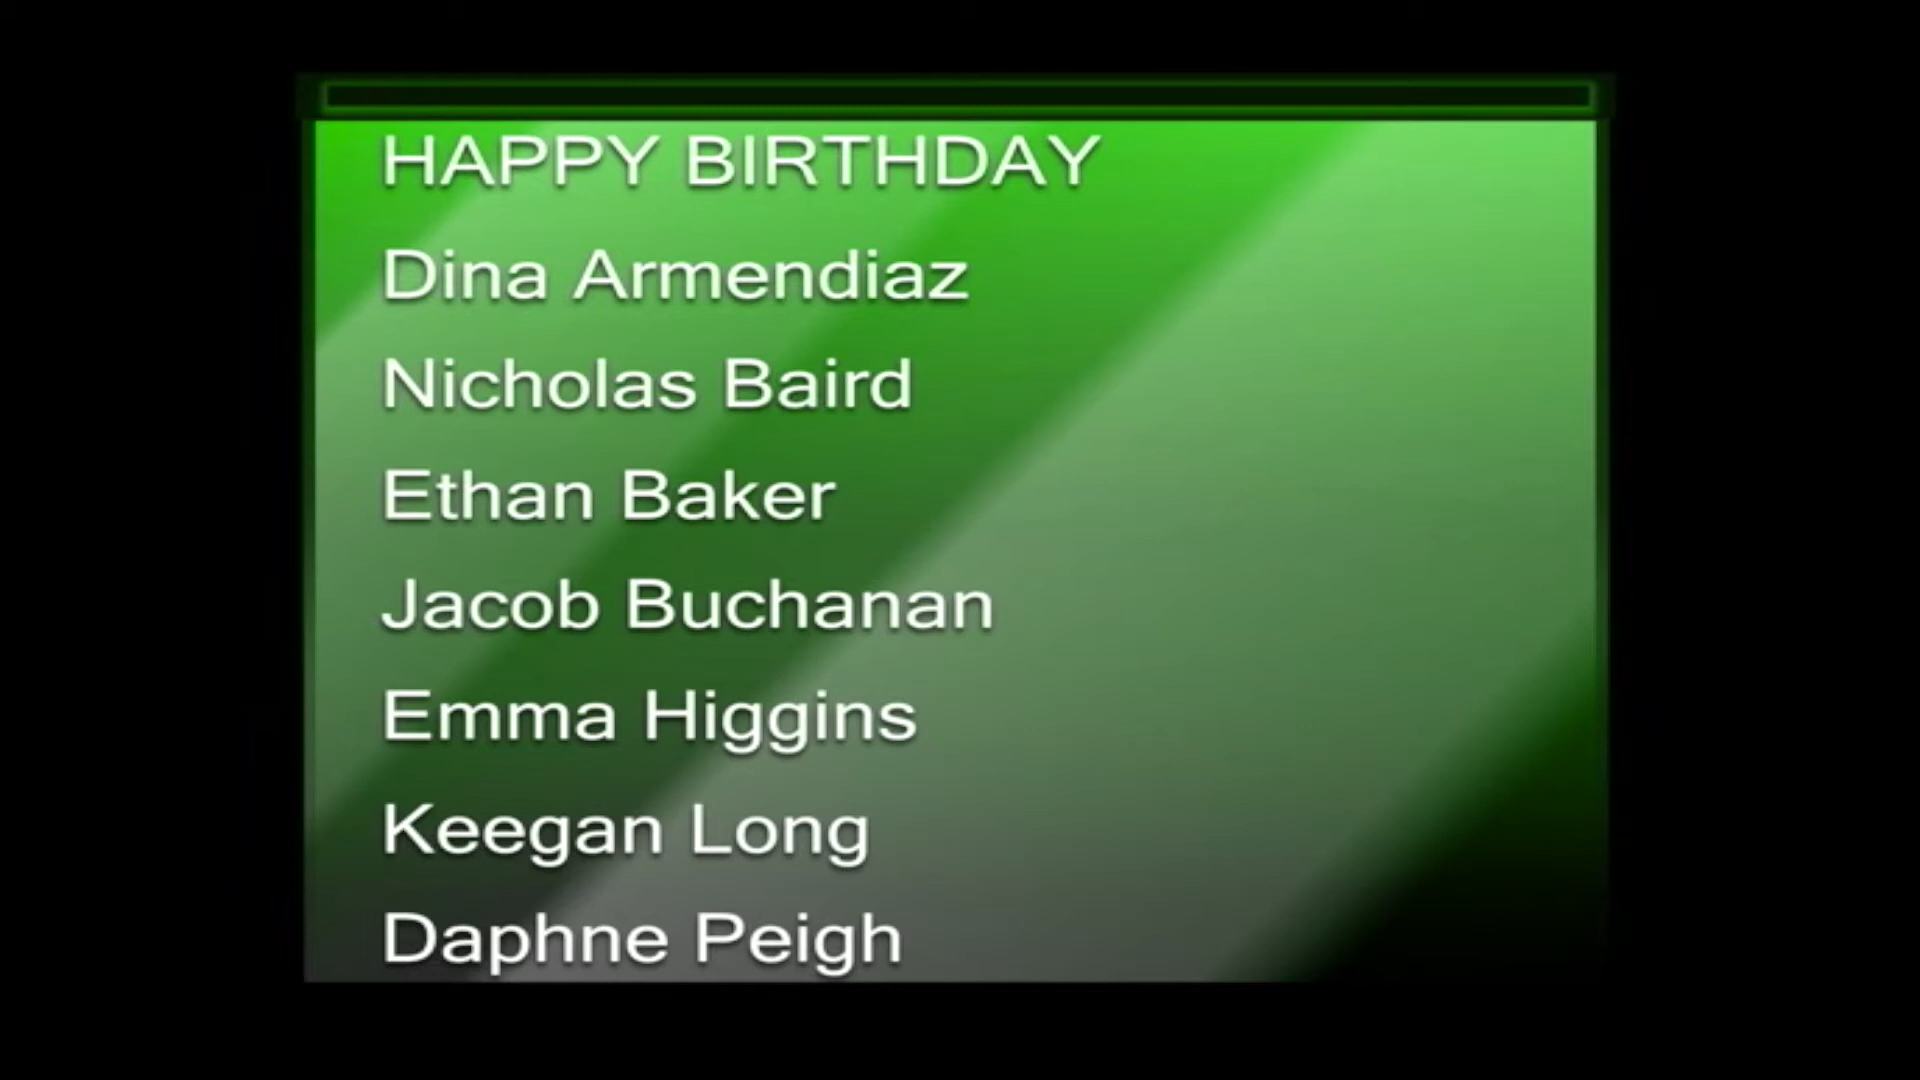 HAPPY BIRTHDAY
Dina Armendiaz
Nicholas Baird
Ethan Baker
Jacob Buchanan
Emma Higgins
Keegan Long
Daphne Peigh